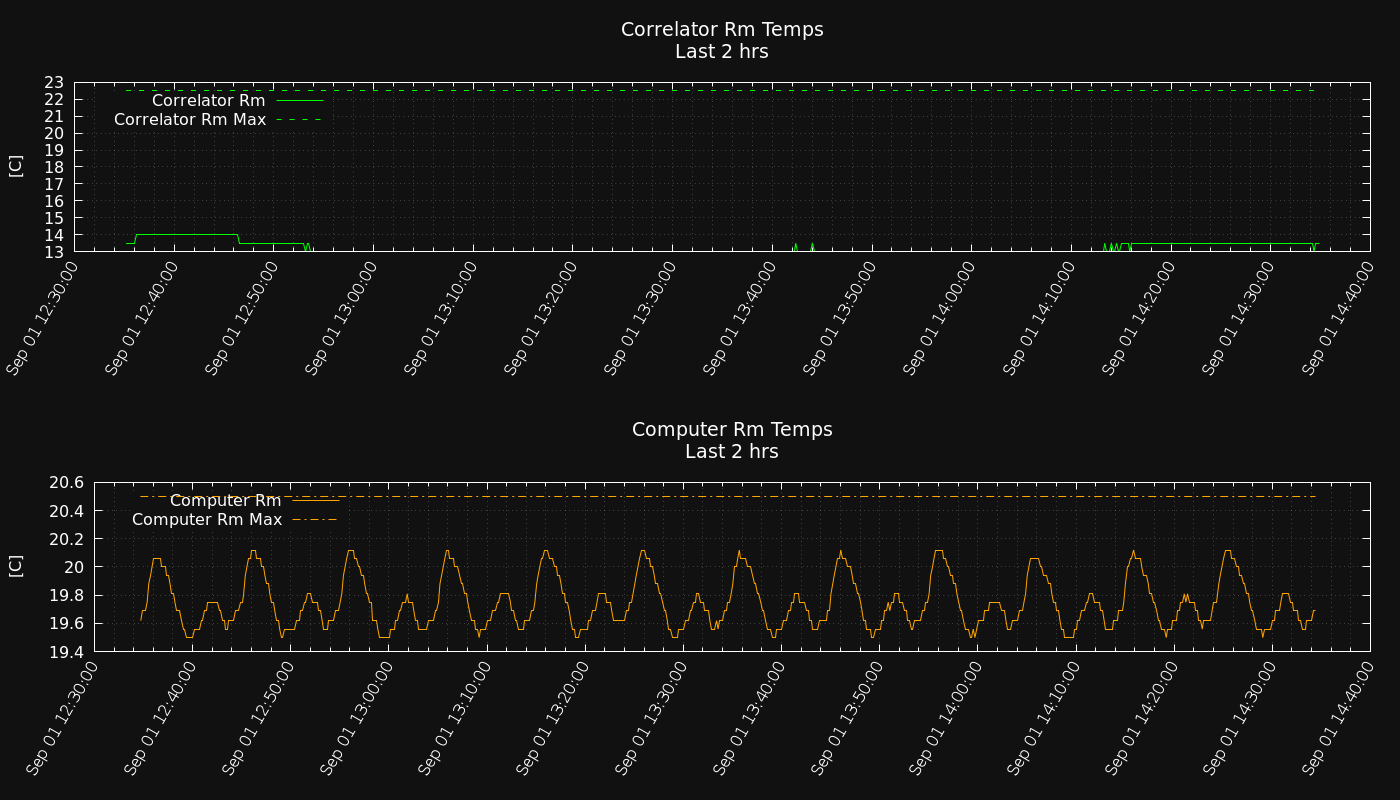 Correlator Rm Temps
Last 2 hrs
[C]
23
22
21
20
19
18
17
16
15
14
13
Correlator Rm
Correlator Rm Max
Sep 01 12:30:00
Sep 01 12:40:00
Sep 01 12:50:00
Sep 01 13:00:00
Sep 01 13:10:00
Sep 01 13:20:00
Sep 01 13:30:00
Sep 01 13:40:00
Sep 01 13:50:00
Sep 01 14:00:00
Sep 01 14:10:00
Sep 01 14:20:00
Sep 01 14:30:00
Sep 01 14:40:00
Computer Rm Temps
Last 2 hrs
[C]
20.6
20.4
20.2
20
19.8
19.6
19.4
Computer Rm
Computer Rm Max
Sep 01 12:30:00
Sep 01 12:40:00
Sep 01 12:50:00
Sep 01 13:00:00
Sep 01 13:10:00
Sep 01 13:20:00
Sep 01 13:30:00
Sep 01 13:40:00
Sep 01 13:50:00
Sep 01 14:00:00
Sep 01 14:10:00
Sep 01 14:20:00
Sep 01 14:30:00
Sep 01 14:40:00